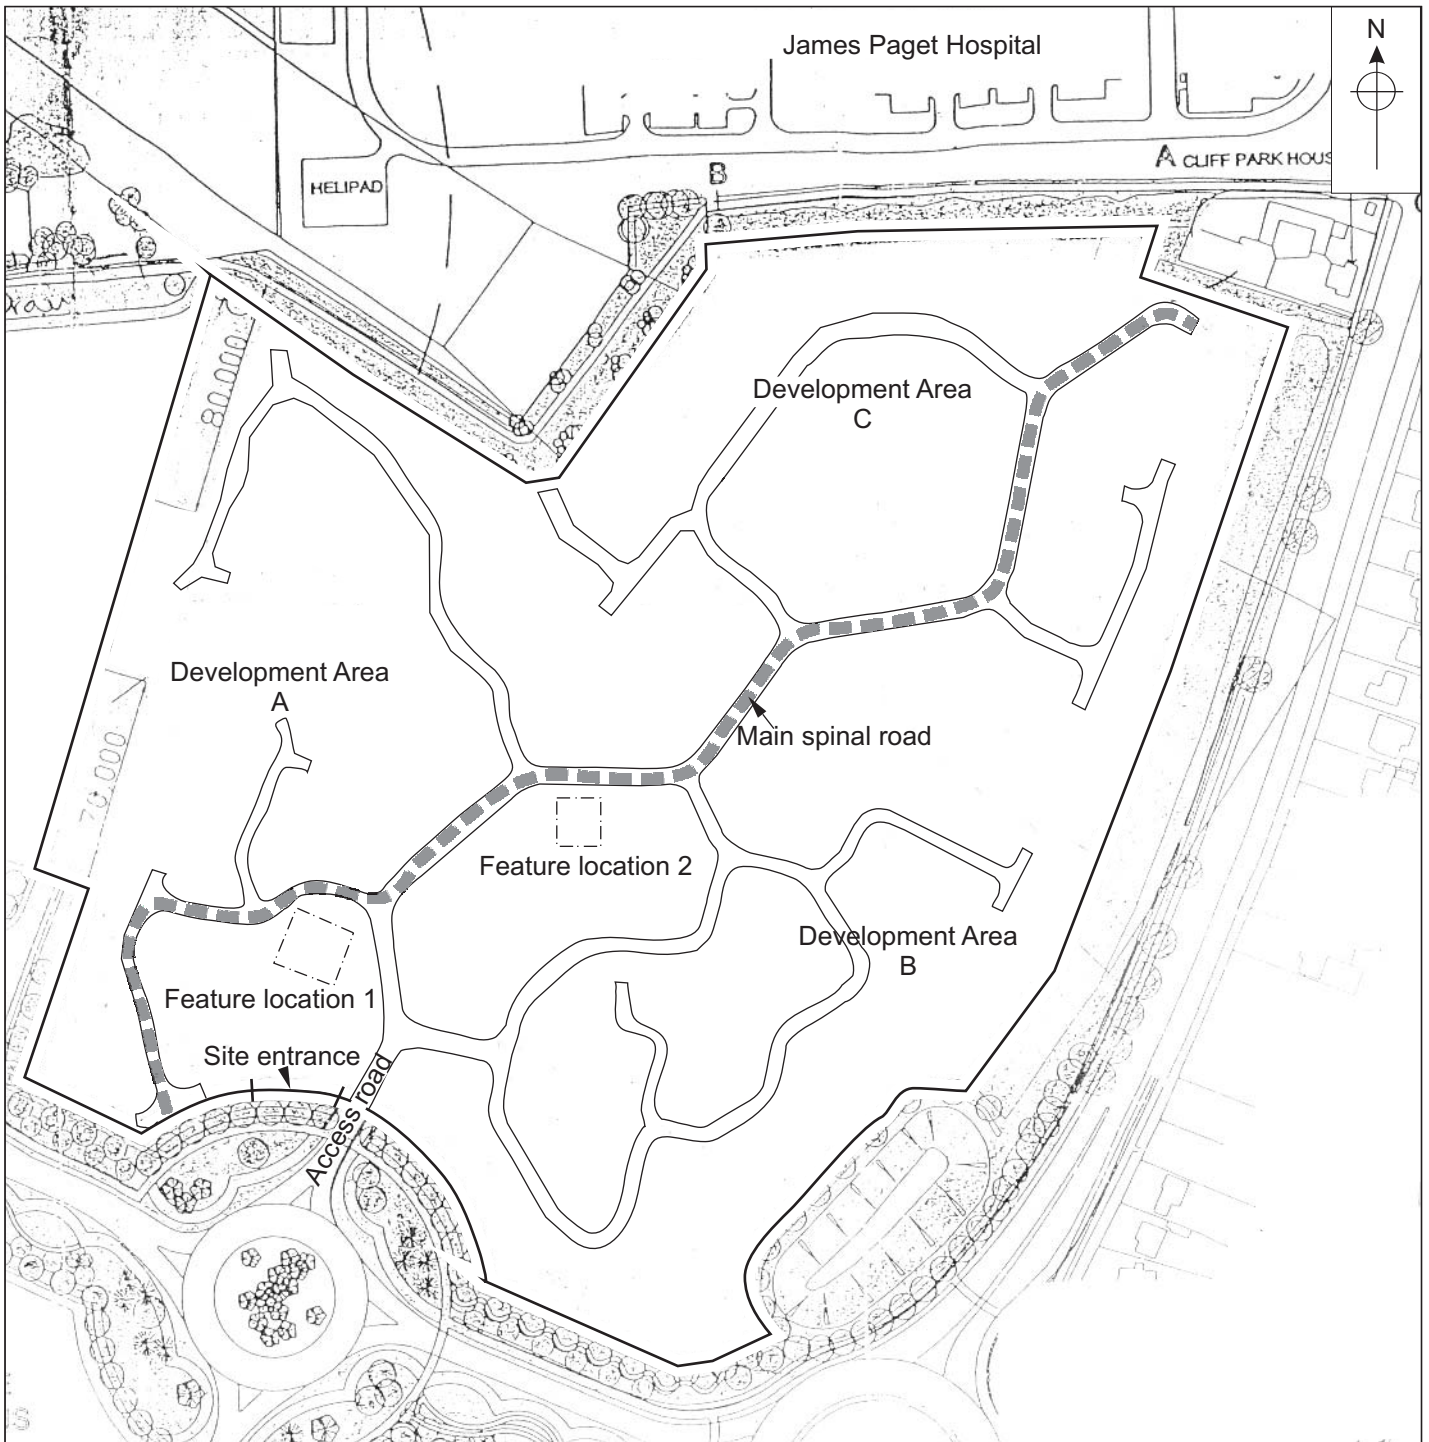 James Paget Hospital
N
A CLIFF PARK HOUS
B
HELIPAD
80.000
Development Area
C
Development Area
A
Main spinal road
70.000
Feature location 2
Development Area
B
Feature location 1
Site entrance
Access road